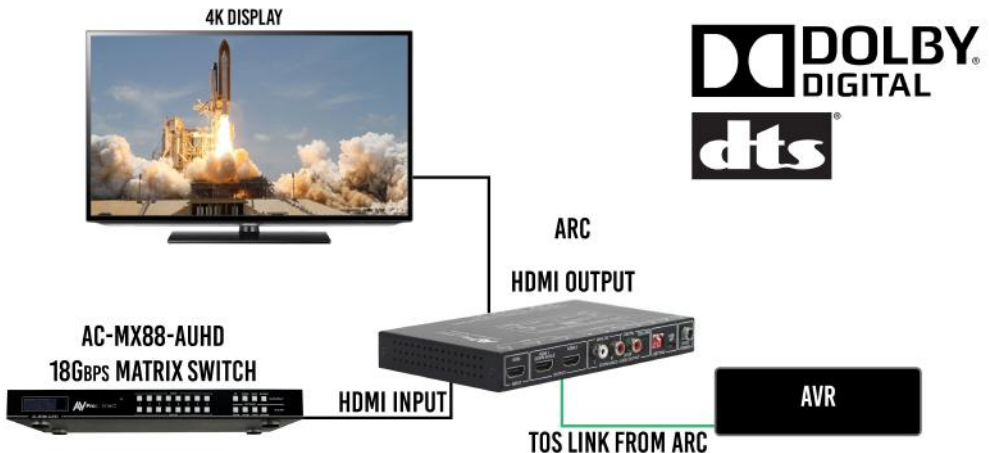 4K DISPLAY
DOLBY®
DIGITAL
dts®
ARC
HDMI OUTPUT
AC-MX88-AUHD
18GBPS MATRIX SWITCH
HDMI INPUT
AVR
TOS LINK FROM ARC